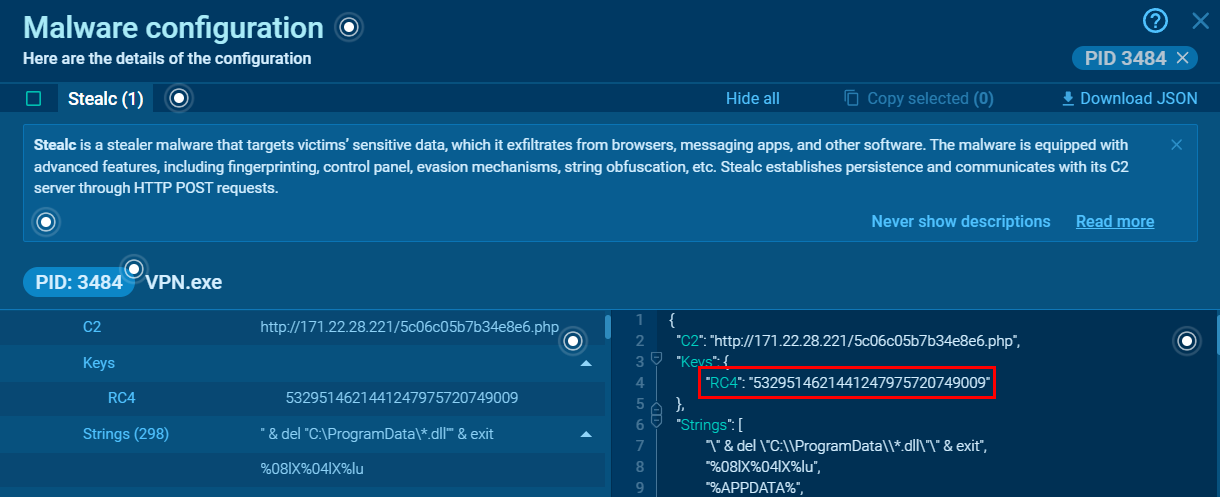 Malware configuration
Here are the details of the configuration
PID 3484
Stealc (1)
Hide all
Copy selected (0)
Download JSON
Stealc is a stealer malware that targets victims' sensitive data, which it exfiltrates from browsers, messaging apps, and other software. The malware is equipped with
advanced features, including fingerprinting, control panel, evasion mechanisms, string obfuscation, etc. Stealc establishes persistence and communicates with its C2
server through HTTP POST requests.
Never show descriptions
Read more
PID: 3484 VPN.exe
C2 http://171.22.28.221/5c06c05b7b34e8e6.php
Keys
RC4 5329514621441247975720749009
Strings (298) " & del "C:\ProgramData\*.dll"" & exit
%08lX%04lX%lu
1 {
2 "C2": "http://171.22.28.221/5c06c05b7b34e8e6.php",
3 "Keys": {
4 "RC4": "5329514621441247975720749009"
5 },
6 "Strings": [
7 "\" & del \"C:\\ProgramData\\*.dll\"\" & exit",
8 "%08lX%04lX%lu",
9 "%APPDATA%",